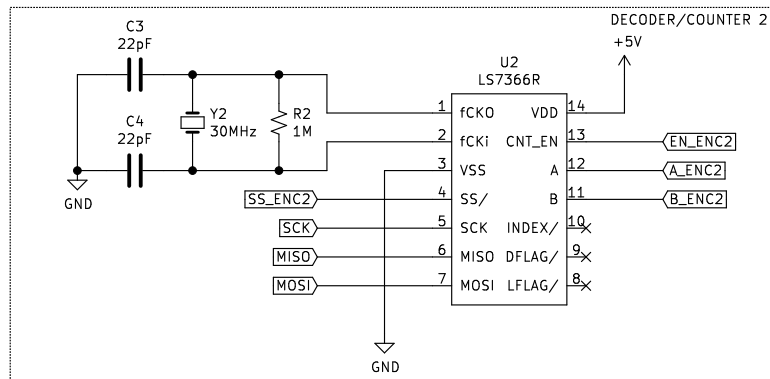 DECODER/COUNTER 2
C3
22pF
+5V
U2
LS7366R
1 fCKO VDD 14
C4
22pF
Y2
30MHz
R2
1M
2 fCKi CNT_EN 13 EN_ENC2
3 VSS A 12 A_ENC2
GND
SS_ENC2 4 SS/ B 11 B_ENC2
SCK 5 SCK INDEX/ 10
MISO 6 MISO DFLAG/ 9
MOSI 7 MOSI LFLAG/ 8
GND